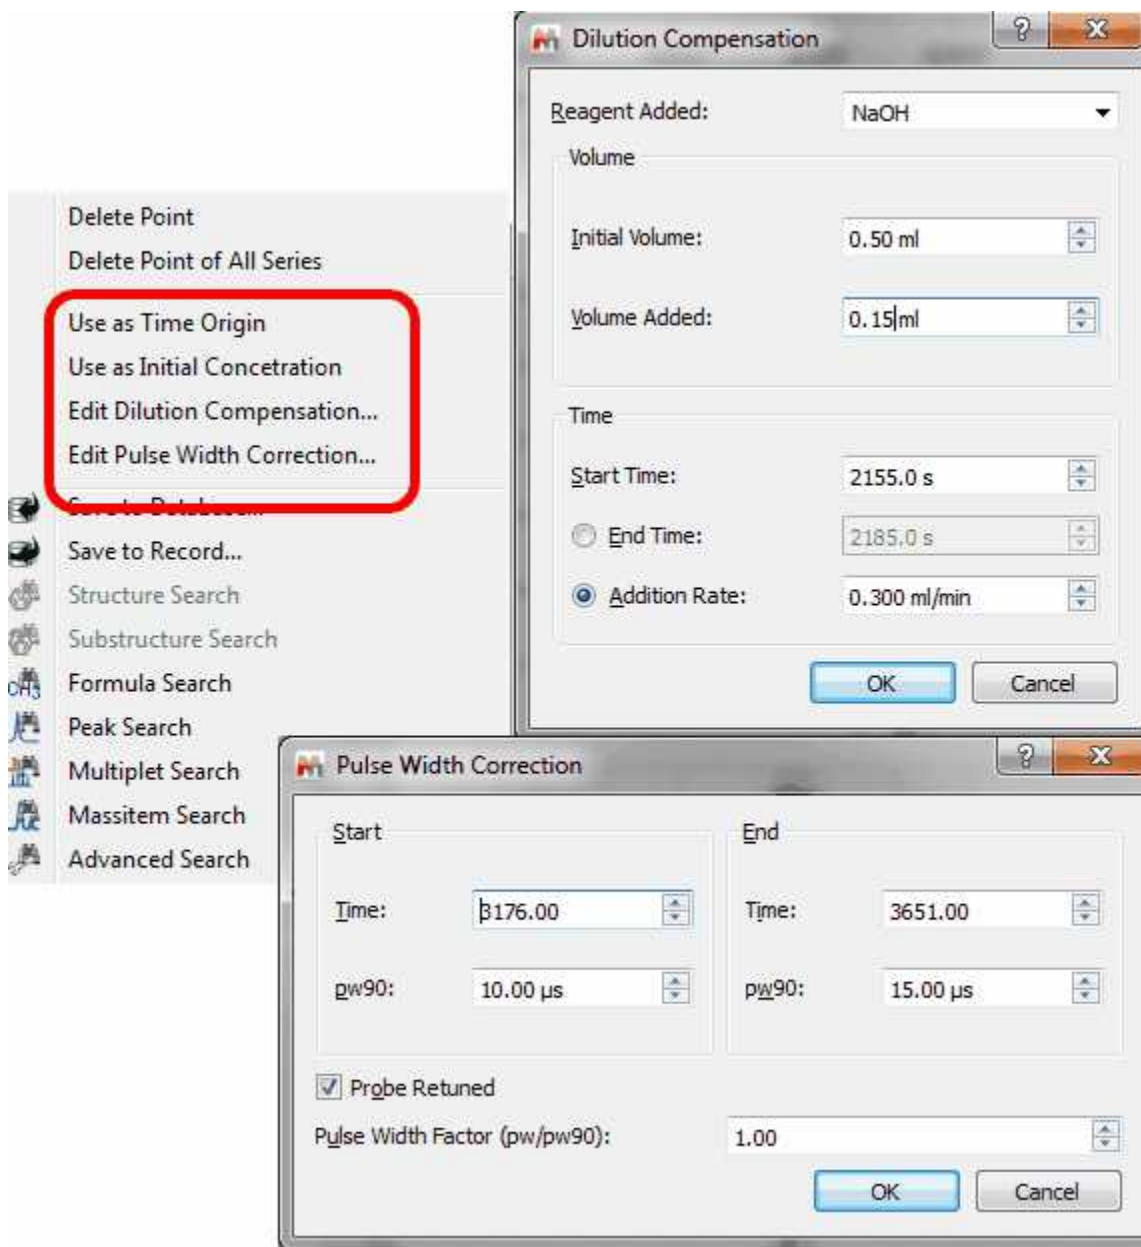 Delete Point
Delete Point of All Series
Use as Time Origin
Use as Initial Concetration
Edit Dilution Compensation...
Edit Pulse Width Correction...
Save to Database...
Save to Record...
Structure Search
Substructure Search
Formula Search
Peak Search
Multiplet Search
Massitem Search
Advanced Search
Dilution Compensation
Reagent Added: NaOH
Volume
Initial Volume: 0.50 ml
Volume Added: 0.15 ml
Time
Start Time: 2155.0 s
End Time: 2185.0 s
Addition Rate: 0.300 ml/min
OK Cancel
Pulse Width Correction
Start End
Time: 3176.00 Time: 3651.00
pw90: 10.00 µs pw90: 15.00 µs
Probe Retuned
Pulse Width Factor (pw/pw90): 1.00
OK Cancel